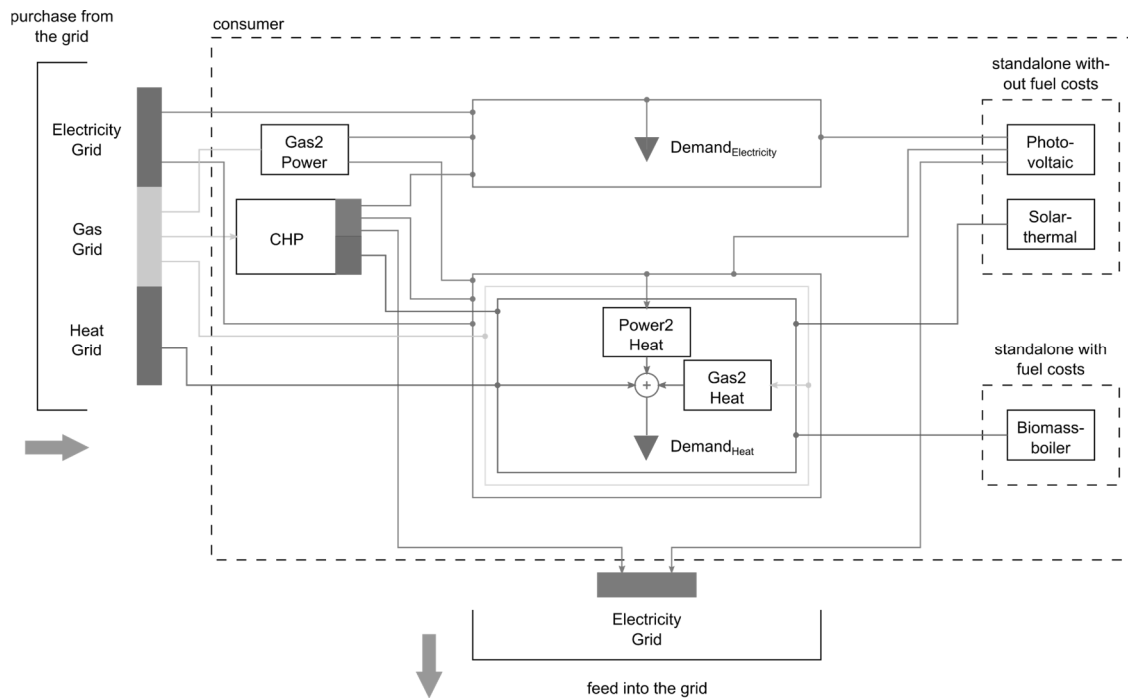 purchase from
the grid
consumer
standalone with-
out fuel costs
Electricity
Grid
Gas2
Power
Demand
Electricity
Photo-
voltaic
Gas
Grid
CHP
Solar-
thermal
Heat
Grid
Power2
Heat
Gas2
Heat
+
Demand
Heat
standalone with
fuel costs
Biomass-
boiler
Electricity
Grid
feed into the grid